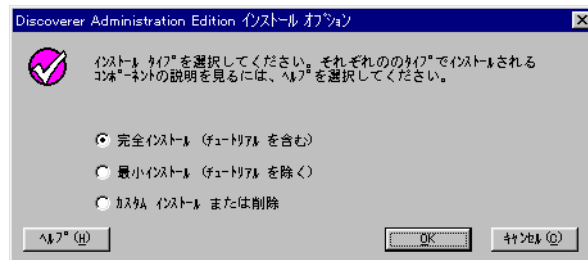 Discoverer Administration Edition ｲﾝｽﾄｰﾙ ｵﾌﾟｼｮﾝ
ｲﾝｽﾄｰﾙ ﾀｲﾌﾟを選択してください。それぞれののﾀｲﾌﾟでｲﾝｽﾄｰﾙされる
ｺﾝﾎﾟｰﾈﾝﾄの説明を見るには、ﾍﾙﾌﾟを選択してください。
完全ｲﾝｽﾄｰﾙ (ﾁｭｰﾄﾘｱﾙ を含む)
最小ｲﾝｽﾄｰﾙ (ﾁｭｰﾄﾘｱﾙ を除く)
ｶｽﾀﾑ ｲﾝｽﾄｰﾙ または削除
ﾍﾙﾌﾟ(H) OK ｷｬﾝｾﾙ(C)